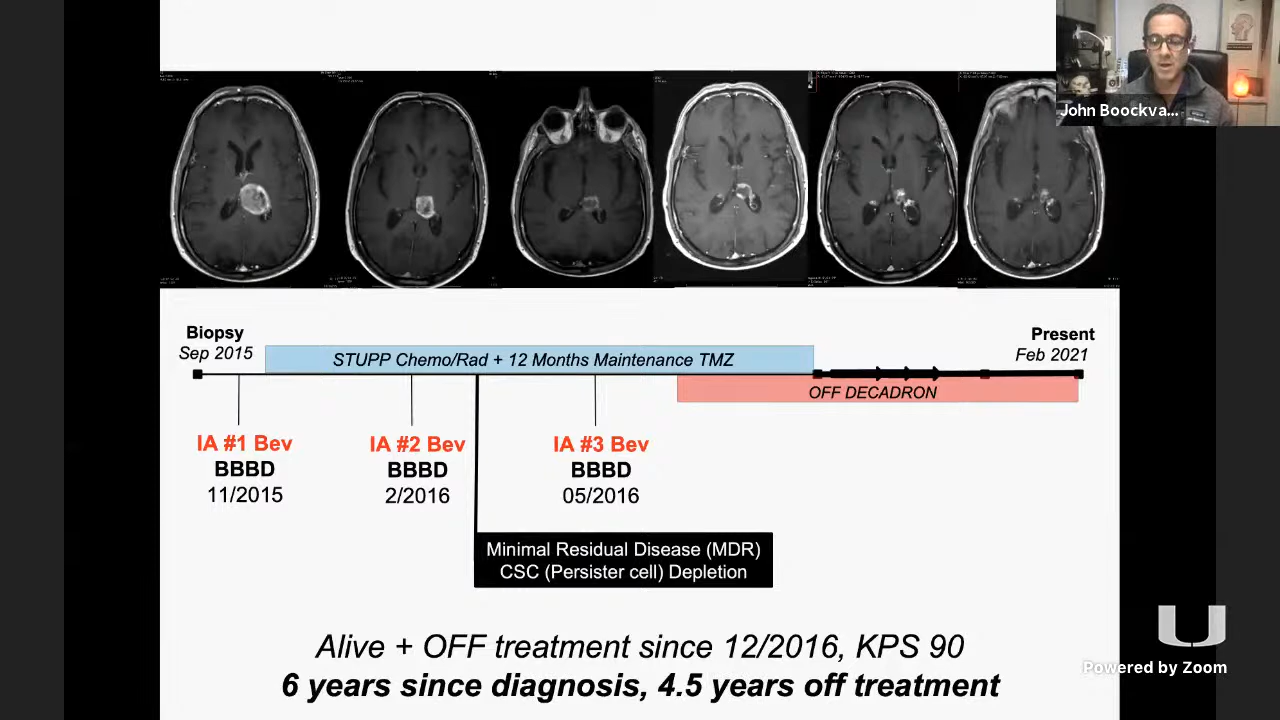 John Boockva...
Biopsy
Sep 2015
Present
Feb 2021
STUPP Chemo/Rad + 12 Months Maintenance TMZ
OFF DECADRON
IA #1 Bev
BBBD
11/2015
IA #2 Bev
BBBD
2/2016
IA #3 Bev
BBBD
05/2016
Minimal Residual Disease (MDR)
CSC (Persister cell) Depletion
Alive + OFF treatment since 12/2016, KPS 90
6 years since diagnosis, 4.5 years off treatment
U
Powered by Zoom